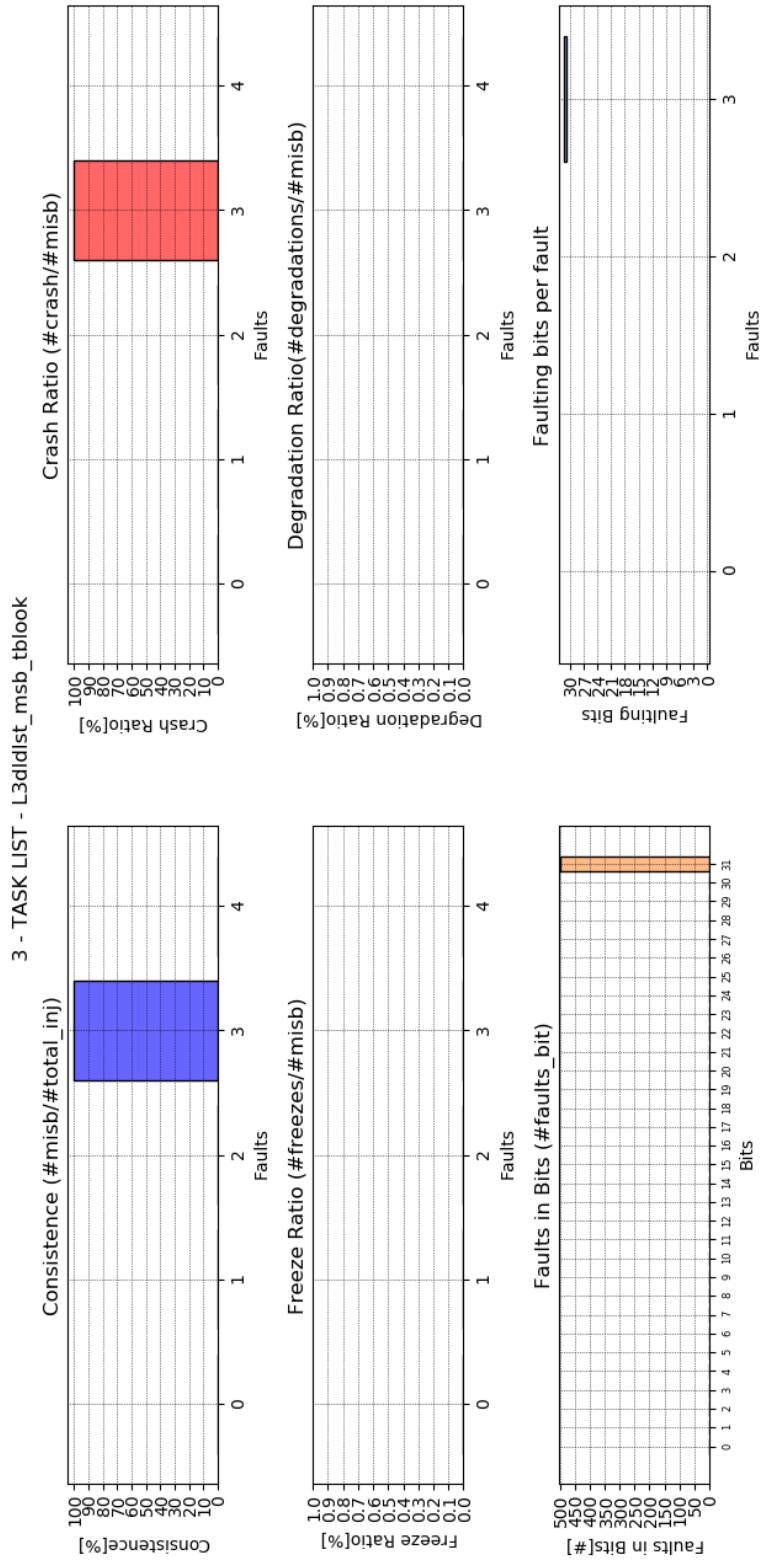 3 - TASK LIST - L3dldlst_msb_tblook
Consistence (#misb/#total_inj)
Consistence[%]
100
90
80
70
60
50
40
30
20
10
0
0 1 2 3 4
Faults
Crash Ratio (#crash/#misb)
Crash Ratio[%]
100
90
80
70
60
50
40
30
20
10
0
0 1 2 3 4
Faults
Freeze Ratio (#freezes/#misb)
Freeze Ratio[%]
1.0
0.9
0.8
0.7
0.6
0.5
0.4
0.3
0.2
0.1
0.0
0 1 2 3 4
Faults
Degradation Ratio(#degradations/#misb)
Degradation Ratio[%]
1.0
0.9
0.8
0.7
0.6
0.5
0.4
0.3
0.2
0.1
0.0
0 1 2 3 4
Faults
Faults in Bits (#faults_bit)
Faults in Bits[#]
500
450
400
350
300
250
200
150
100
50
0
0 1 2 3 4 5 6 7 8 9 10 11 12 13 14 15 16 17 18 19 20 21 22 23 24 25 26 27 28 29 30 31
Bits
Faulting bits per fault
Faulting Bits
30
27
24
21
18
15
12
9
6
3
0
0 1 2 3
Faults